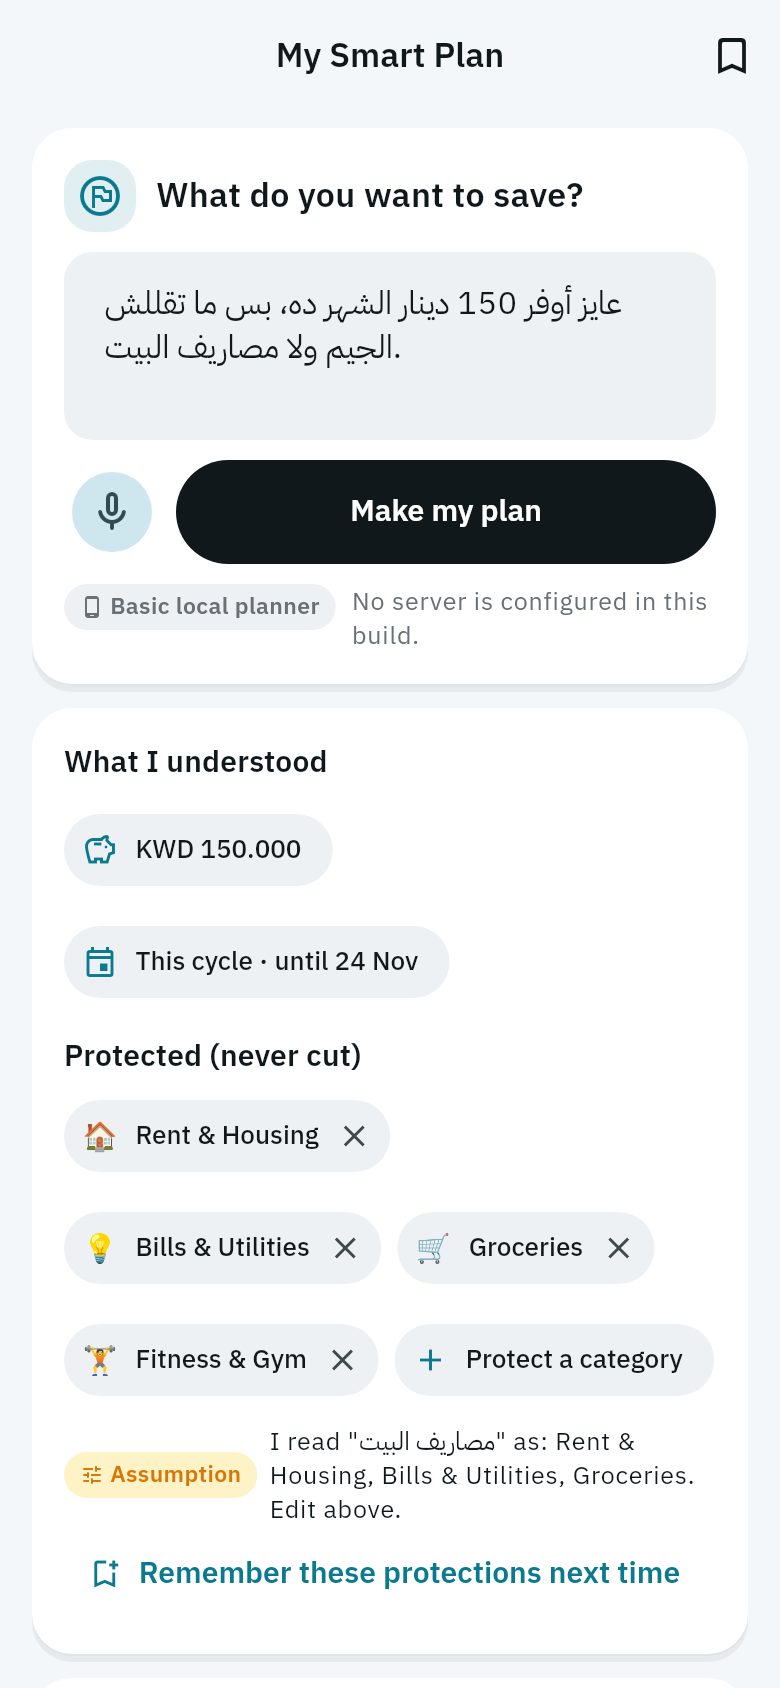 My Smart Plan
What do you want to save?
عايز أوفر 150 دينار الشهر ده، بس ما تقللش
الجيم ولا مصاريف البيت.
Make my plan
Basic local planner
No server is configured in this
build.
What I understood
KWD 150.000
This cycle · until 24 Nov
Protected (never cut)
Rent & Housing
Bills & Utilities
Groceries
Fitness & Gym
Protect a category
Assumption
I read "مصاريف البيت" as: Rent &
Housing, Bills & Utilities, Groceries.
Edit above.
Remember these protections next time